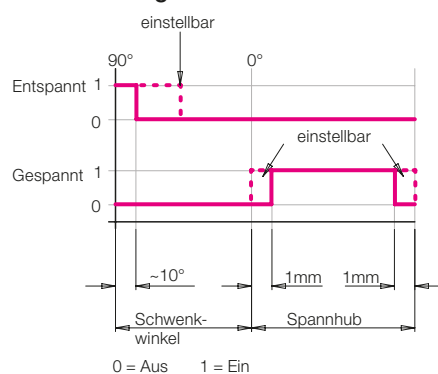 einstellbar
90° 0°
Entspannt 1
0
einstellbar
Gespannt 1
0
~10° 1mm 1mm
Schwenk- Spannhub
winkel
0 = Aus 1 = Ein